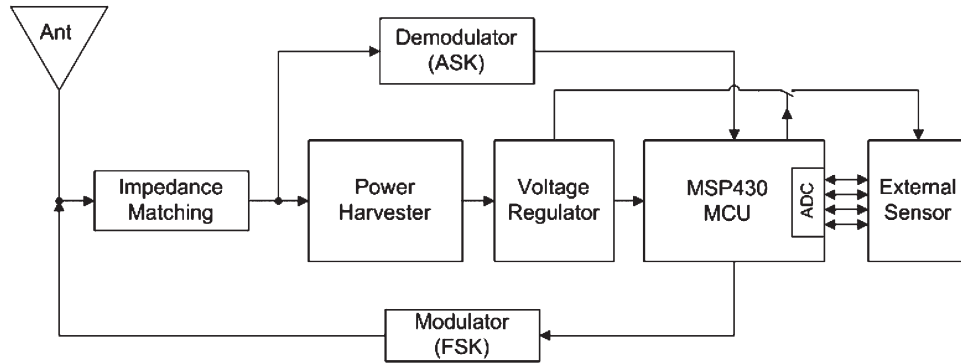 Ant
Demodulator
(ASK)
Impedance
Matching
Power
Harvester
Voltage
Regulator
MSP430
MCU
ADC
External
Sensor
Modulator
(FSK)